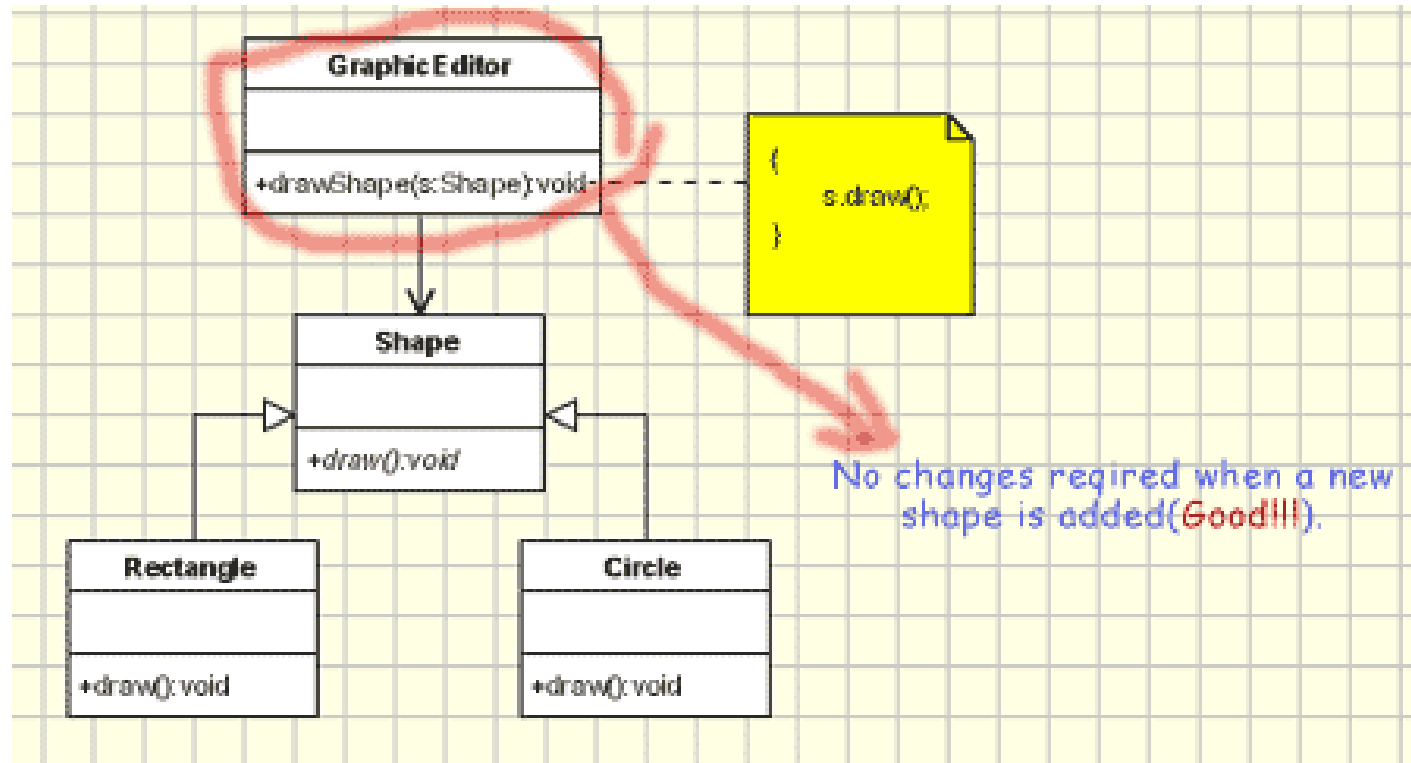 GraphicEditor
+drawShape(s:Shape):void
{
s.draw();
}
Shape
+draw():void
No changes reqired when a new
shape is added(Good!!!).
Rectangle
+draw():void
Circle
+draw():void